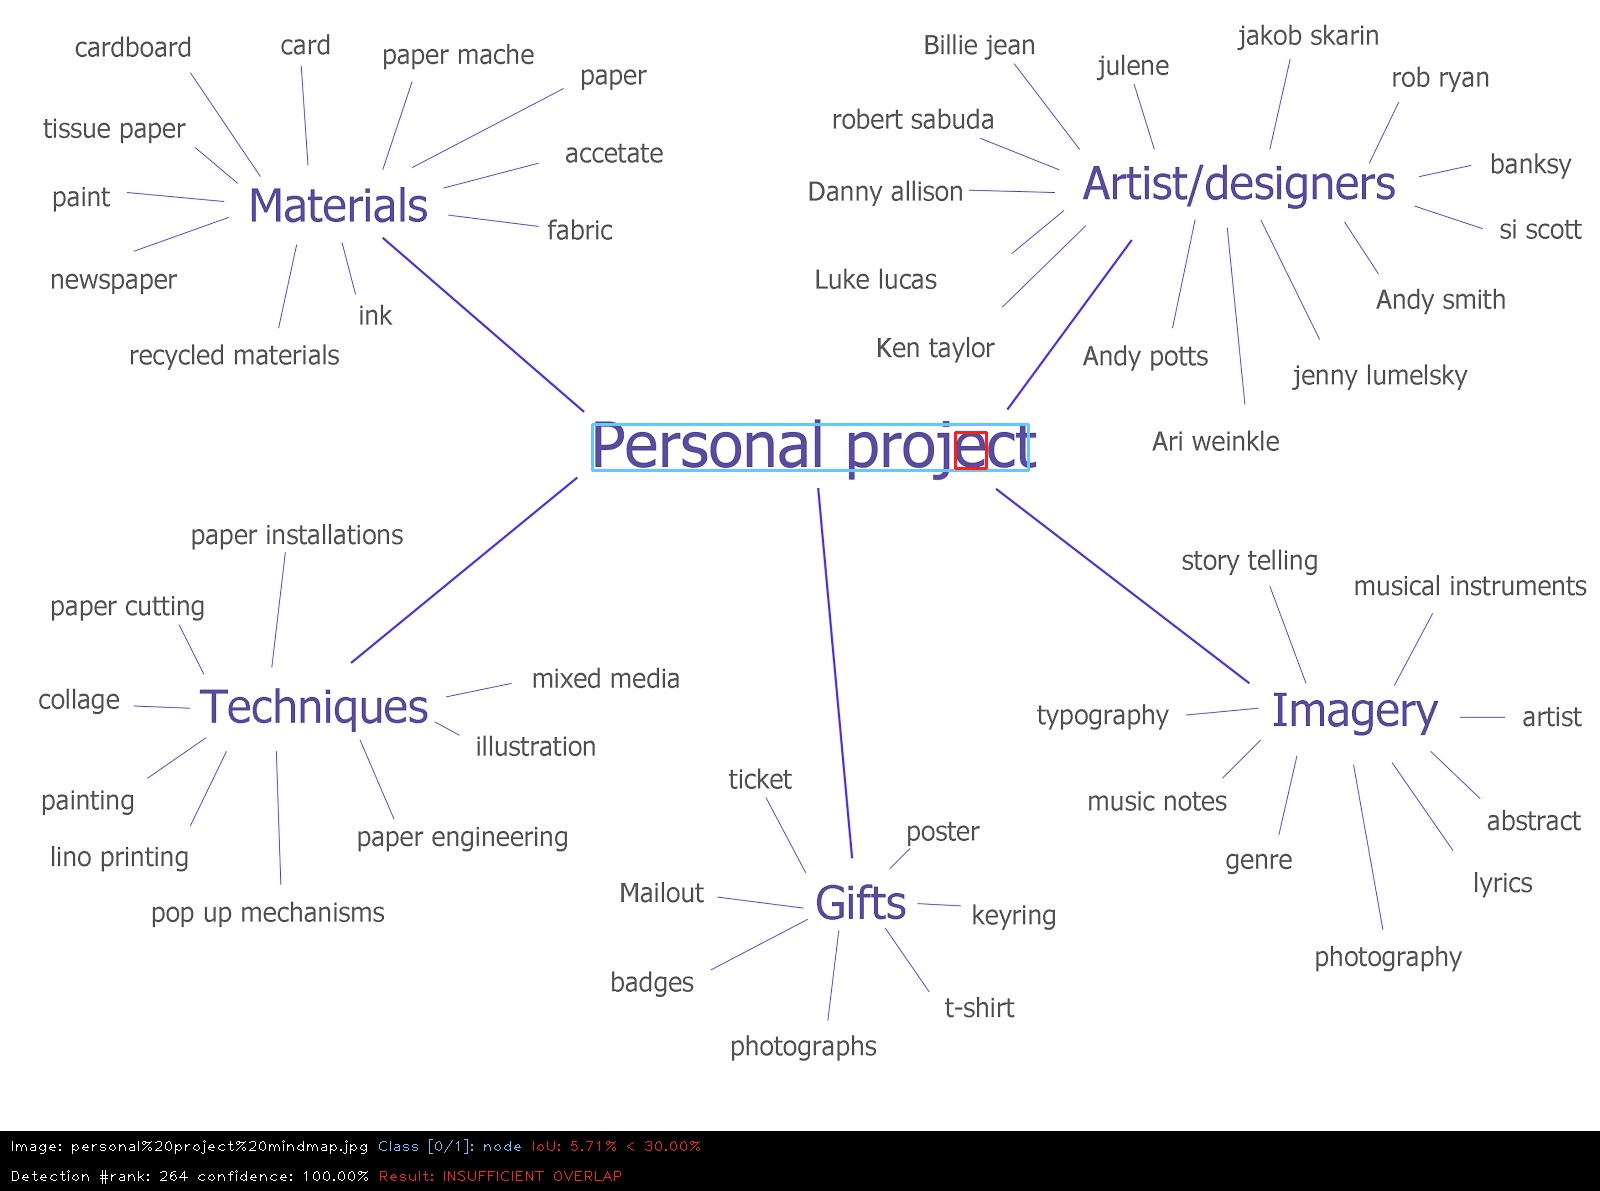 cardboard
card
paper mache
paper
tissue paper
accetate
paint
Materials
fabric
newspaper
ink
recycled materials
Billie jean
julene
jakob skarin
rob ryan
robert sabuda
banksy
Danny allison
Artist/designers
si scott
Luke lucas
Andy smith
Ken taylor
Andy potts
jenny lumelsky
Ari weinkle
Personal project
paper installations
paper cutting
mixed media
collage
Techniques
illustration
painting
lino printing
paper engineering
pop up mechanisms
ticket
poster
Mailout
Gifts
keyring
badges
t-shirt
photographs
story telling
musical instruments
typography
Imagery
artist
music notes
abstract
genre
lyrics
photography
Image: personal%20project%20mindmap.jpg Class [0/1]: node IoU: 5.71% < 30.00%
Detection #rank: 264 confidence: 100.00% Result: INSUFFICIENT OVERLAP